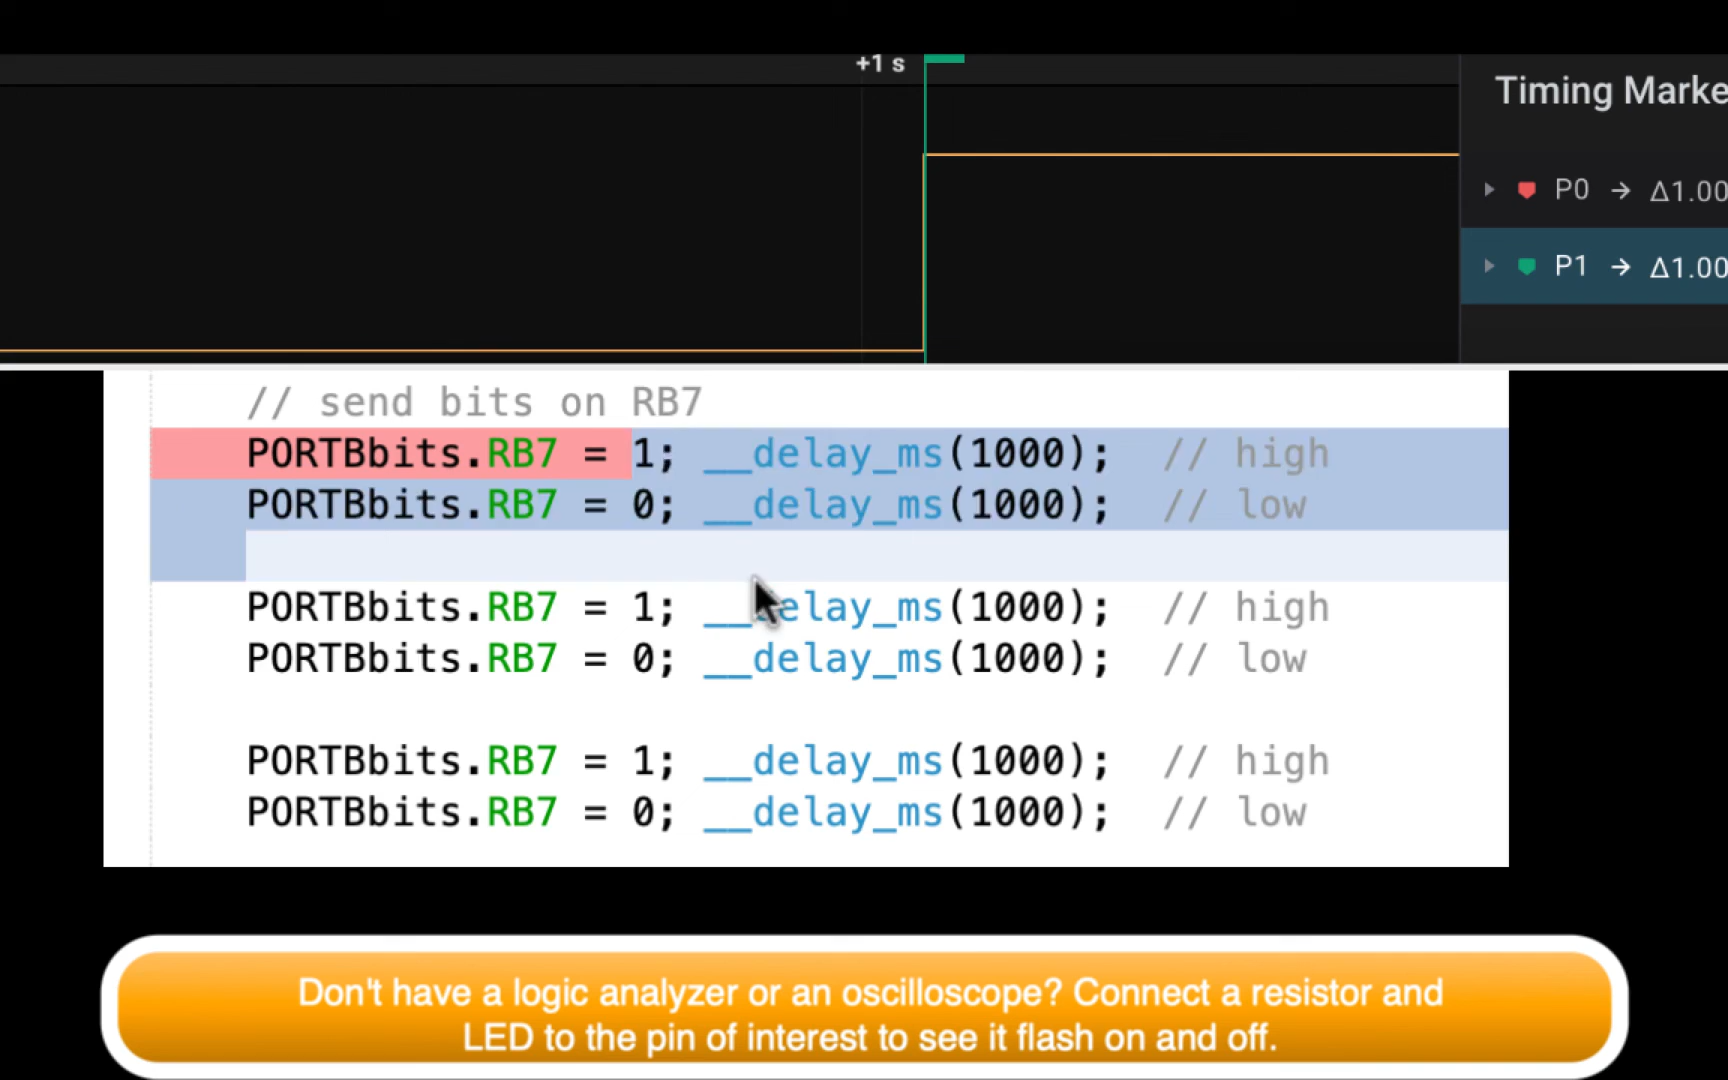 +1 s
Timing Marke
P0 → Δ1.00
P1 → Δ1.00
// send bits on RB7
PORTBbits.RB7 = 1; __delay_ms(1000); // high
PORTBbits.RB7 = 0; __delay_ms(1000); // low
PORTBbits.RB7 = 1; __delay_ms(1000); // high
PORTBbits.RB7 = 0; __delay_ms(1000); // low
PORTBbits.RB7 = 1; __delay_ms(1000); // high
PORTBbits.RB7 = 0; __delay_ms(1000); // low
Don't have a logic analyzer or an oscilloscope? Connect a resistor and
LED to the pin of interest to see it flash on and off.